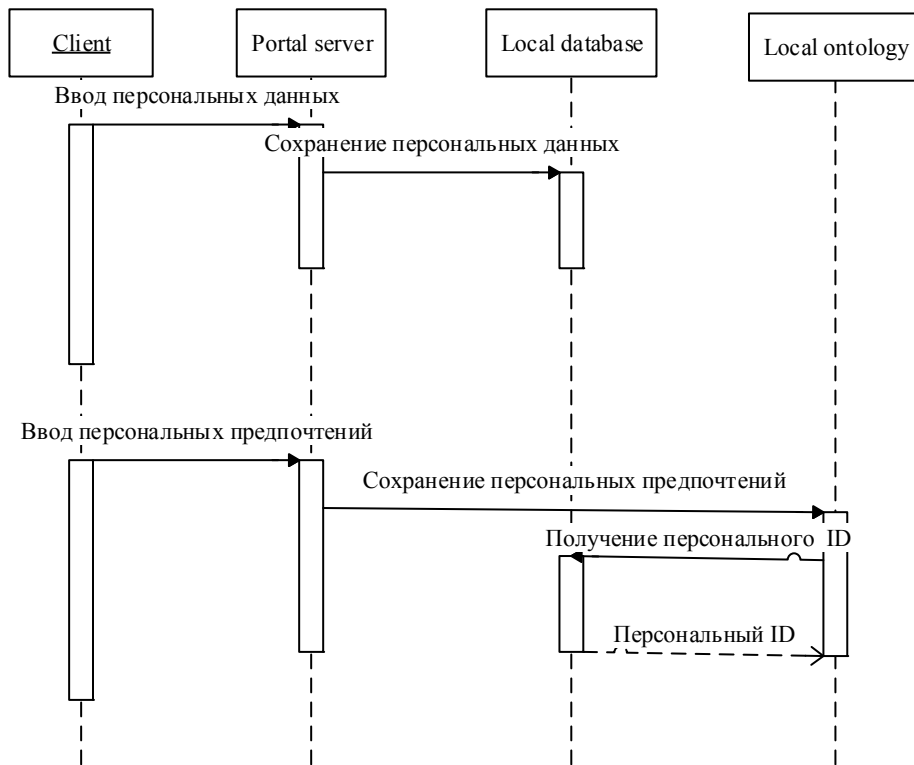 Client
Portal server
Local database
Local ontology
Ввод персональных данных
Сохранение персональных данных
Ввод персональных предпочтений
Сохранение персональных предпочтений
Получение персонального ID
Персональный ID